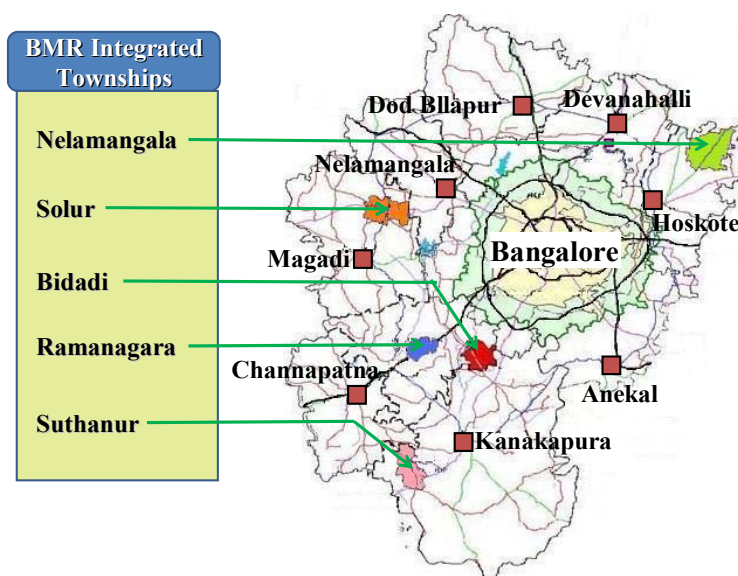 BMR Integrated
Townships
Nelamangala
Solur
Bidadi
Ramanagara
Suthanur
Dod Bllapur
Devanahalli
Nelamangala
Hoskote
Bangalore
Magadi
Channapatna
Anekal
Kanakapura